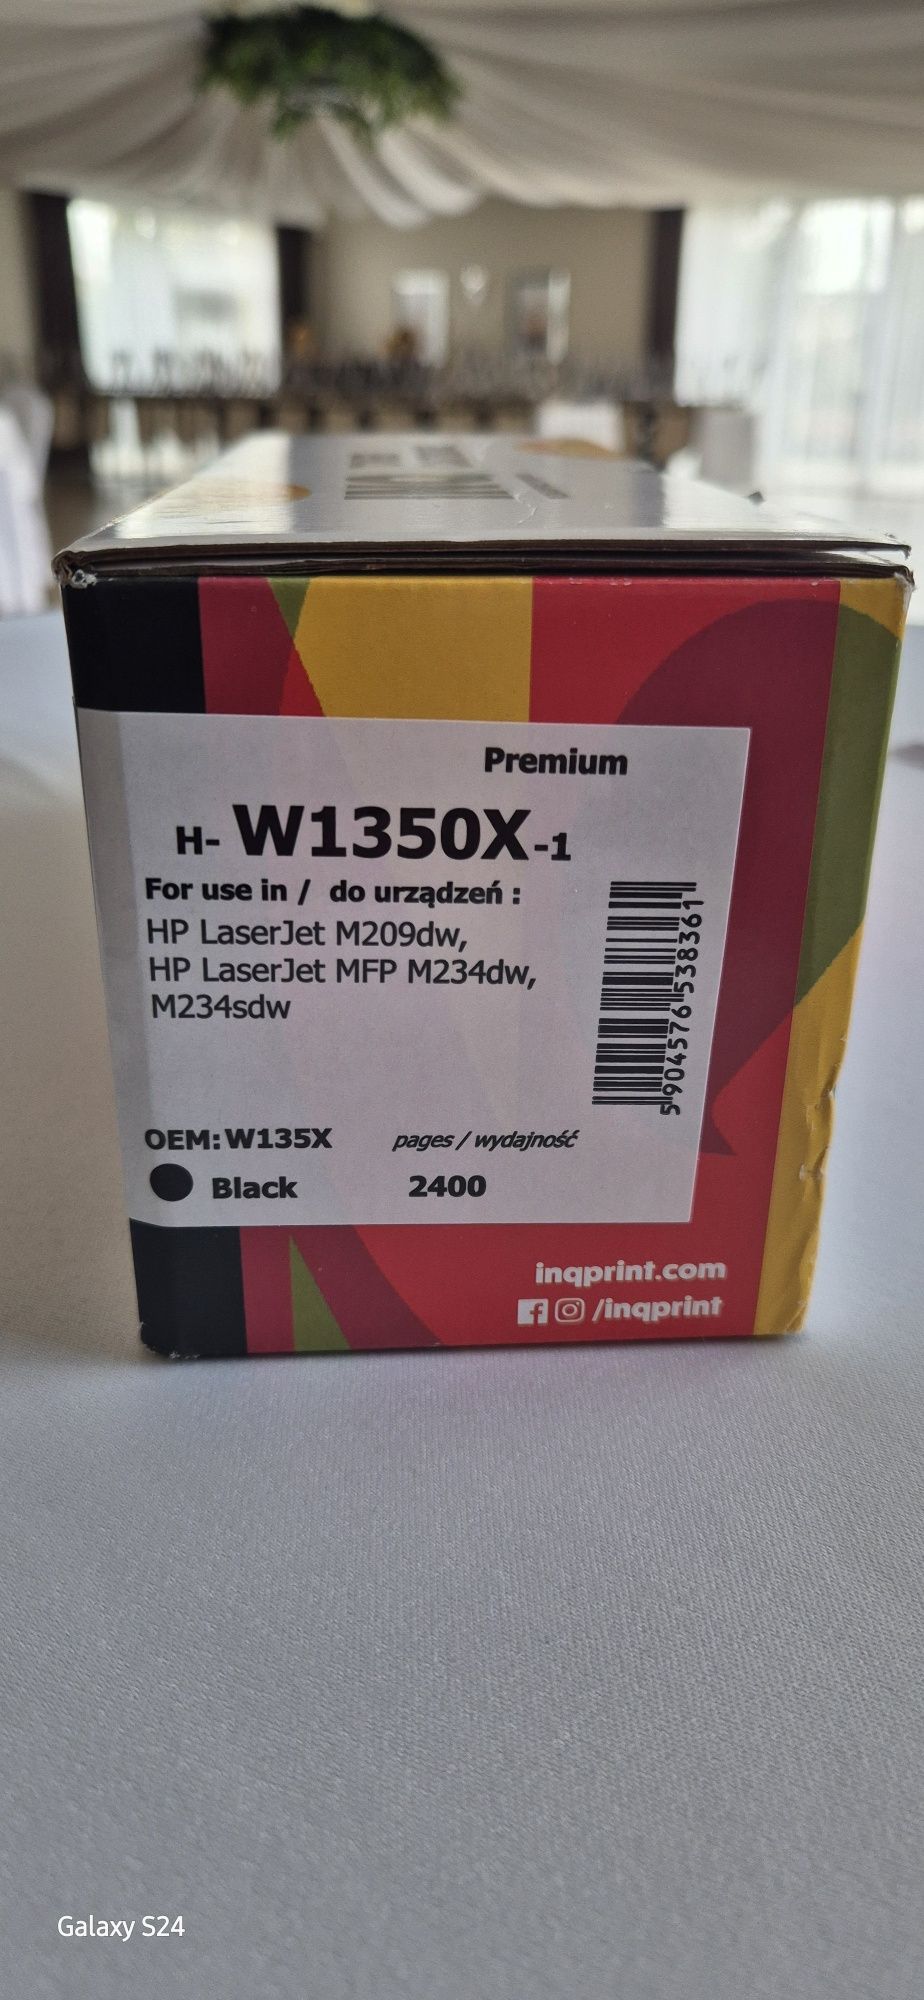 Premium
H- W1350X-1
For use in / do urządzeń :
HP LaserJet M209dw,
HP LaserJet MFP M234dw,
M234sdw
5904576538361
OEM: W135X pages / wydajność
Black 2400
inqprint.com
/inqprint
Galaxy S24